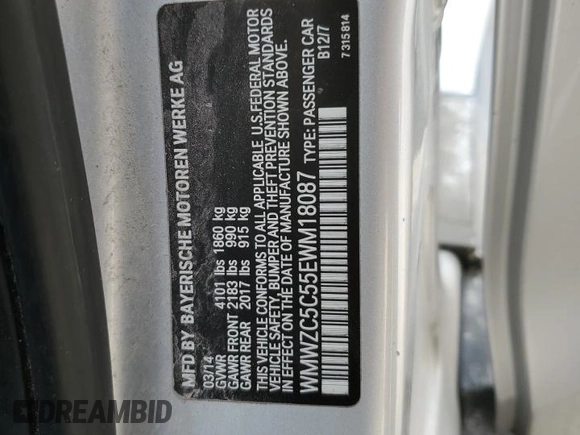 MFD BY BAYERISCHE MOTOREN WERKE AG
03/14
GVWR 4101 lbs 1860 kg
GAWR FRONT 2183 lbs 990 kg
GAWR REAR 2017 lbs 915 kg
THIS VEHICLE CONFORMS TO ALL APPLICABLE U.S.FEDERAL MOTOR
VEHICLE SAFETY, BUMPER AND THEFT PREVENTION STANDARDS
IN EFFECT ON THE DATE OF MANUFACTURE SHOWN ABOVE.
WMWZC5C55EWM18087 TYPE: PASSENGER CAR
B12/7
7315814
DREAMBID